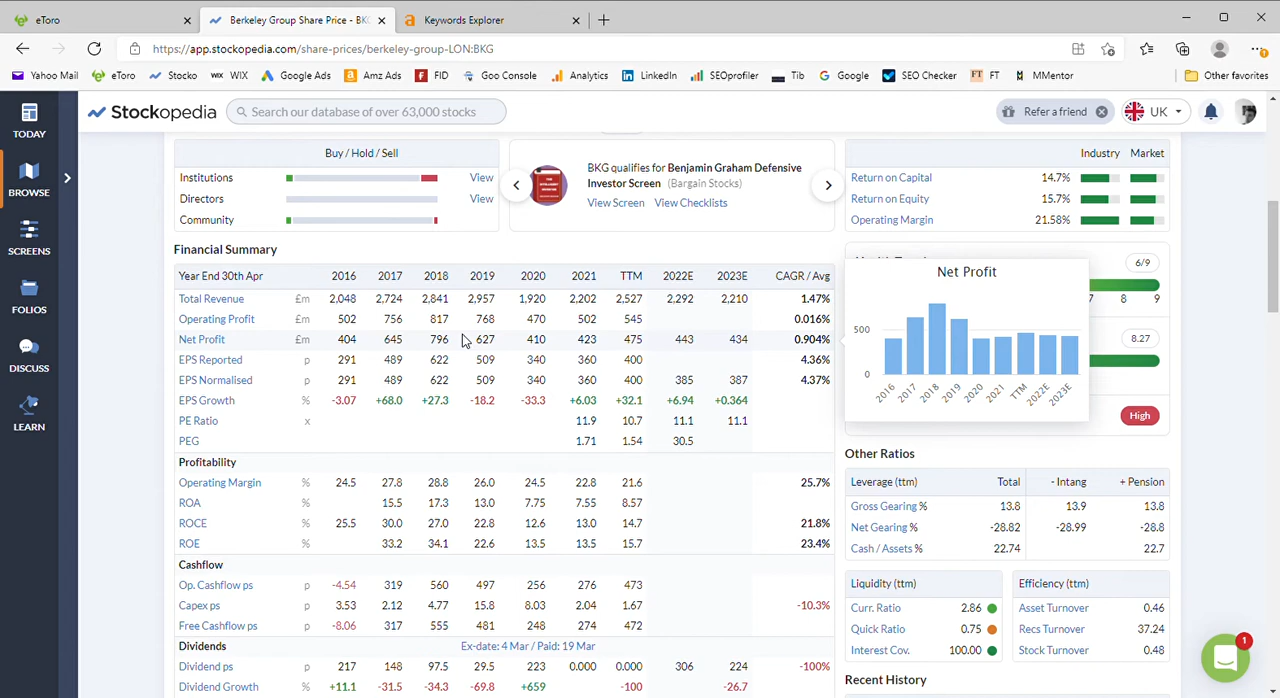 eToro
Berkeley Group Share Price - BKG
Keywords Explorer
https://app.stockopedia.com/share-prices/berkeley-group-LON:BKG
Yahoo Mail eToro Stocko WIX WIX Google Ads Amz Ads FID Goo Console Analytics LinkedIn SEOprofiler Tib Google SEO Checker FT FT MMentor Other favorites
Stockopedia
Search our database of over 63,000 stocks
Refer a friend
UK
TODAY
BROWSE
SCREENS
FOLIOS
DISCUSS
LEARN
Buy / Hold / Sell
Institutions View
Directors View
Community
BKG qualifies for Benjamin Graham Defensive
Investor Screen (Bargain Stocks)
View Screen View Checklists
Industry Market
Return on Capital 14.7%
Return on Equity 15.7%
Operating Margin 21.58%
Financial Summary
Year End 30th Apr 2016 2017 2018 2019 2020 2021 TTM 2022E 2023E CAGR / Avg
Total Revenue £m 2,048 2,724 2,841 2,957 1,920 2,202 2,527 2,292 2,210 1.47%
Operating Profit £m 502 756 817 768 470 502 545 0.016%
Net Profit £m 404 645 796 627 410 423 475 443 434 0.904%
EPS Reported p 291 489 622 509 340 360 400 4.36%
EPS Normalised p 291 489 622 509 340 360 400 385 387 4.37%
EPS Growth % -3.07 +68.0 +27.3 -18.2 -33.3 +6.03 +32.1 +6.94 +0.364
PE Ratio x 11.9 10.7 11.1 11.1
PEG 1.71 1.54 30.5
Profitability
Operating Margin % 24.5 27.8 28.8 26.0 24.5 22.8 21.6 25.7%
ROA % 15.5 17.3 13.0 7.75 7.55 8.57
ROCE % 25.5 30.0 27.0 22.8 12.6 13.0 14.7 21.8%
ROE % 33.2 34.1 22.6 13.5 13.5 15.7 23.4%
Cashflow
Op. Cashflow ps p -4.54 319 560 497 256 276 473
Capex ps p 3.53 2.12 4.77 15.8 8.03 2.04 1.67 -10.3%
Free Cashflow ps p -8.06 317 555 481 248 274 472
Dividends Ex-date: 4 Mar / Paid: 19 Mar
Dividend ps p 217 148 97.5 29.5 223 0.000 0.000 306 224 -100%
Dividend Growth % +11.1 -31.5 -34.3 -69.8 +659 -100 -26.7
Net Profit
500
0
2016 2017 2018 2019 2020 2021 TTM 2022E 2023E
6/9
7 8 9
8.27
High
Other Ratios
Leverage (ttm) Total - Intang + Pension
Gross Gearing % 13.8 13.9 13.8
Net Gearing % -28.82 -28.99 -28.8
Cash / Assets % 22.74 22.7
Liquidity (ttm)
Curr. Ratio 2.86
Quick Ratio 0.75
Interest Cov. 100.00
Efficiency (ttm)
Asset Turnover 0.46
Recs Turnover 37.24
Stock Turnover 0.48
Recent History
1